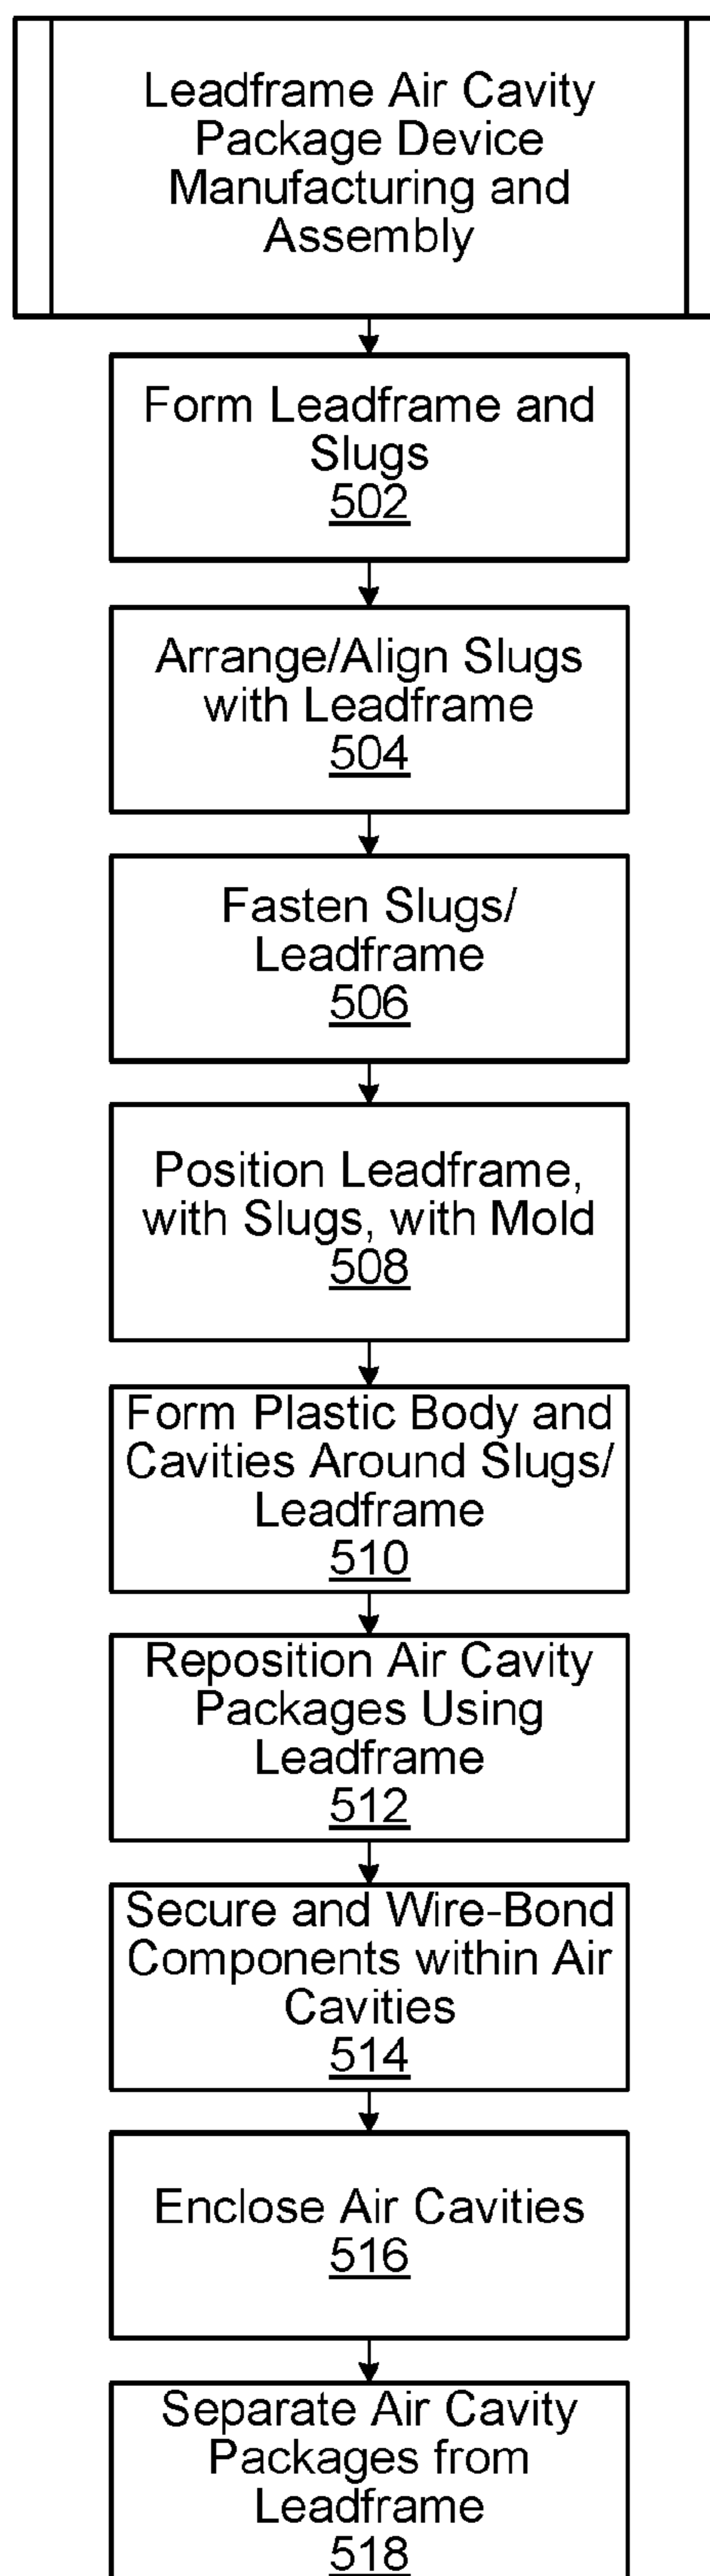 Leadframe Air Cavity
Package Device
Manufacturing and
Assembly
Form Leadframe and
Slugs
502
Arrange/Align Slugs
with Leadframe
504
Fasten Slugs/
Leadframe
506
Position Leadframe,
with Slugs, with Mold
508
Form Plastic Body and
Cavities Around Slugs/
Leadframe
510
Reposition Air Cavity
Packages Using
Leadframe
512
Secure and Wire-Bond
Components within Air
Cavities
514
Enclose Air Cavities
516
Separate Air Cavity
Packages from
Leadframe
518